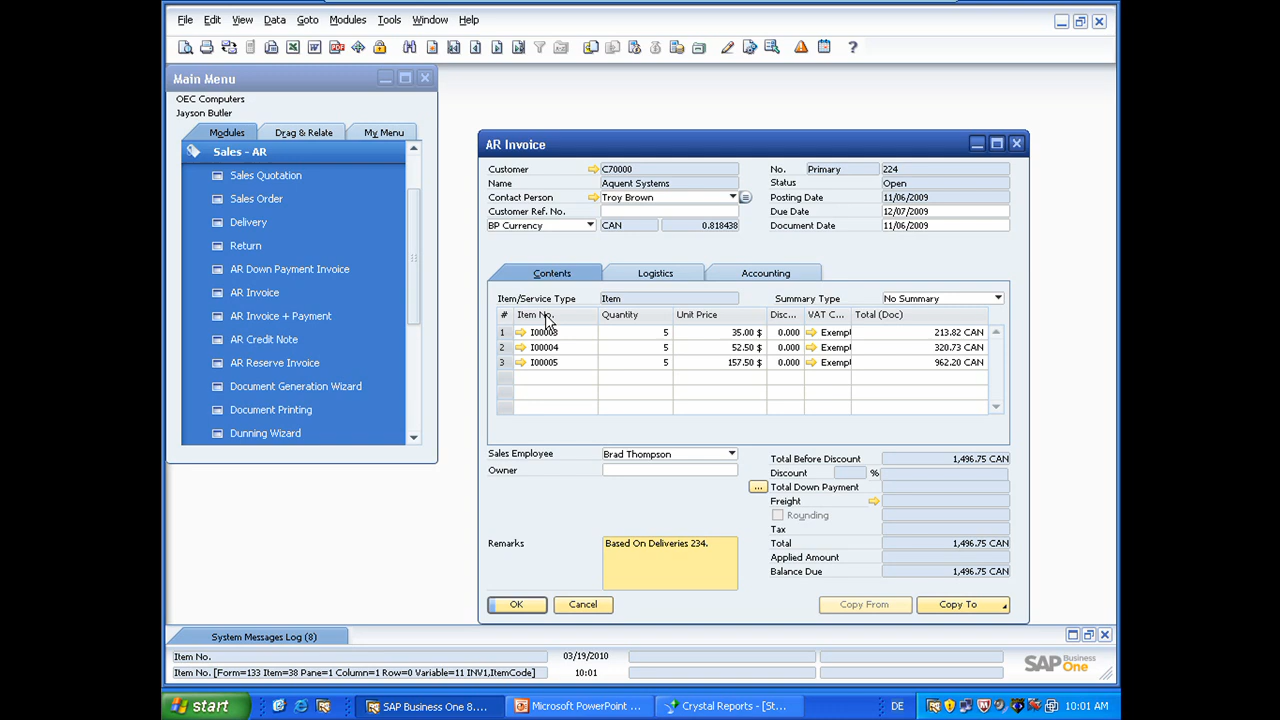 File Edit View Data Goto Modules Tools Window Help
Main Menu
OEC Computers
Jayson Butler
Modules Drag & Relate My Menu
Sales - AR
Sales Quotation
Sales Order
Delivery
Return
AR Down Payment Invoice
AR Invoice
AR Invoice + Payment
AR Credit Note
AR Reserve Invoice
Document Generation Wizard
Document Printing
Dunning Wizard
AR Invoice
Customer C70000 No. Primary 224
Name Aquent Systems Status Open
Contact Person Troy Brown Posting Date 11/06/2009
Customer Ref. No. Due Date 12/07/2009
BP Currency CAN 0.818438 Document Date 11/06/2009
Contents Logistics Accounting
Item/Service Type Item Summary Type No Summary
# Item No. Quantity Unit Price Disc... VAT C... Total (Doc)
1 I00003 5 35.00 $ 0.000 Exempl 213.82 CAN
2 I00004 5 52.50 $ 0.000 Exempl 320.73 CAN
3 I00005 5 157.50 $ 0.000 Exempl 962.20 CAN
Sales Employee Brad Thompson Total Before Discount 1,496.75 CAN
Owner Discount %
... Total Down Payment
Freight
Rounding
Tax
Remarks Based On Deliveries 234. Total 1,496.75 CAN
Applied Amount
Balance Due 1,496.75 CAN
OK Cancel Copy From Copy To
System Messages Log (8)
Item No. 03/19/2010
Item No. [Form=133 Item=38 Pane=1 Column=1 Row=0 Variable=11 INV1,ItemCode] 10:01
SAP Business One
start SAP Business One 8.... Microsoft PowerPoint ... Crystal Reports - [St... DE 10:01 AM